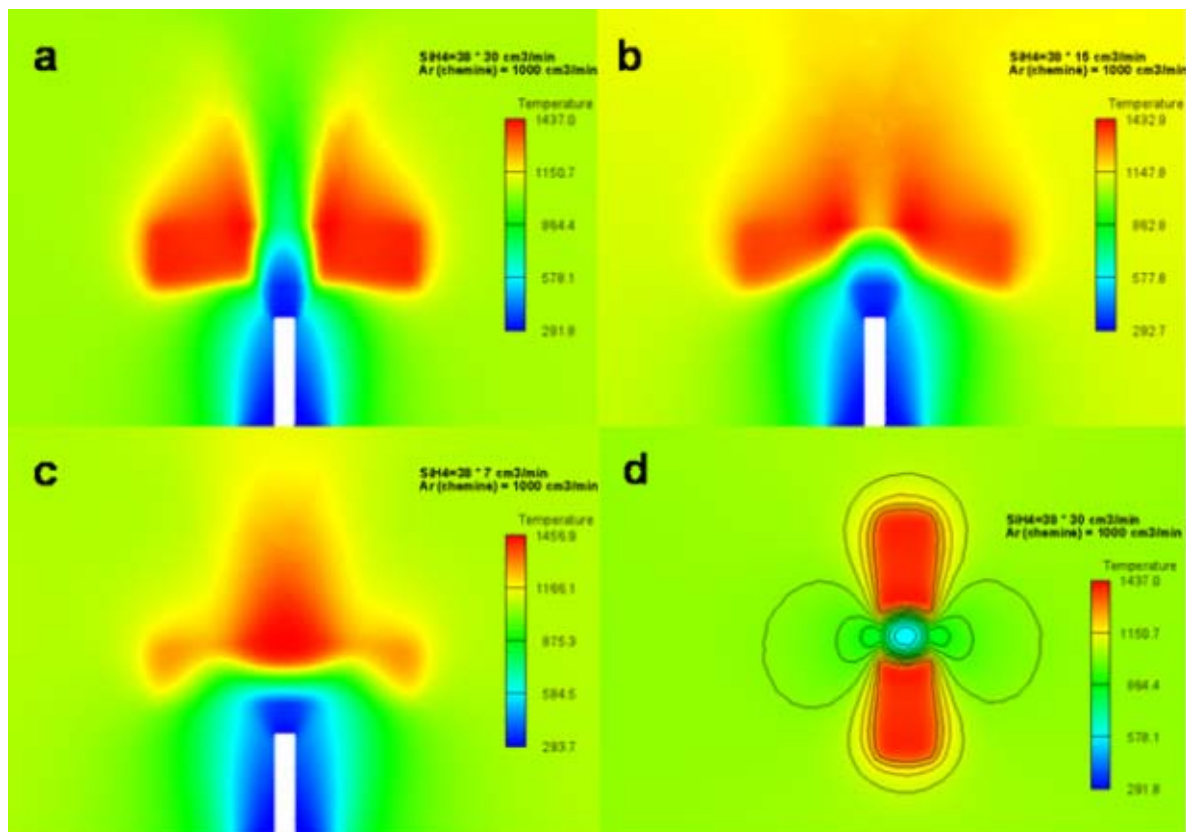 a
SiH4=38 * 30 cm3/min
Ar (chemine) = 1000 cm3/min
Temperature
1437.0
1150.7
864.4
578.1
291.8
b
SiH4=38 * 15 cm3/min
Ar (chemine) = 1000 cm3/min
Temperature
1432.9
1147.8
862.8
577.8
292.7
c
SiH4=38 * 7 cm3/min
Ar (chemine) = 1000 cm3/min
Temperature
1456.9
1166.1
875.3
584.5
293.7
d
SiH4=38 * 30 cm3/min
Ar (chemine) = 1000 cm3/min
Temperature
1437.0
1150.7
864.4
578.1
291.8